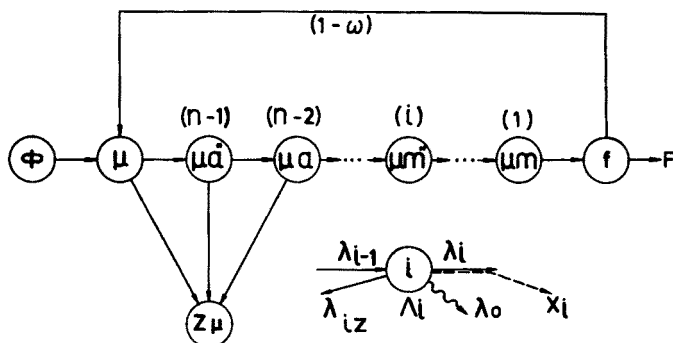 (1-ω)
(n-1) (n-2) (i) (1)
Φ μ μa* μa ... μm* ... μm f F
λi-1 i λi
λiz Λi λo Xi
zμ